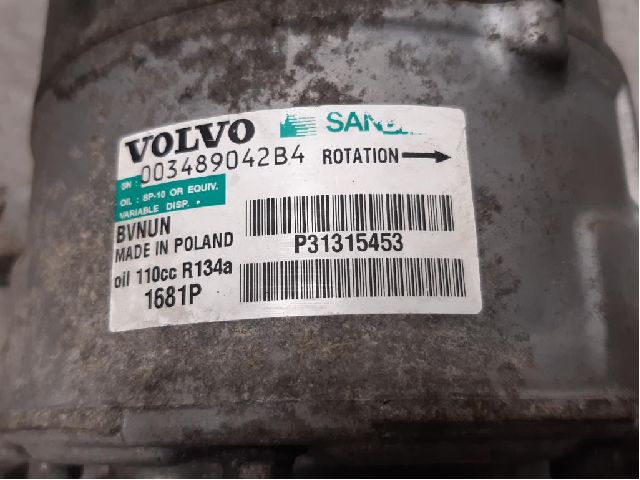 VOLVO
SN : 003489042B4 ROTATION
OIL : SP-10 OR EQUIV.
VARIABLE DISP.
BVNUN
MADE IN POLAND
P31315453
oil 110cc R134a
1681P